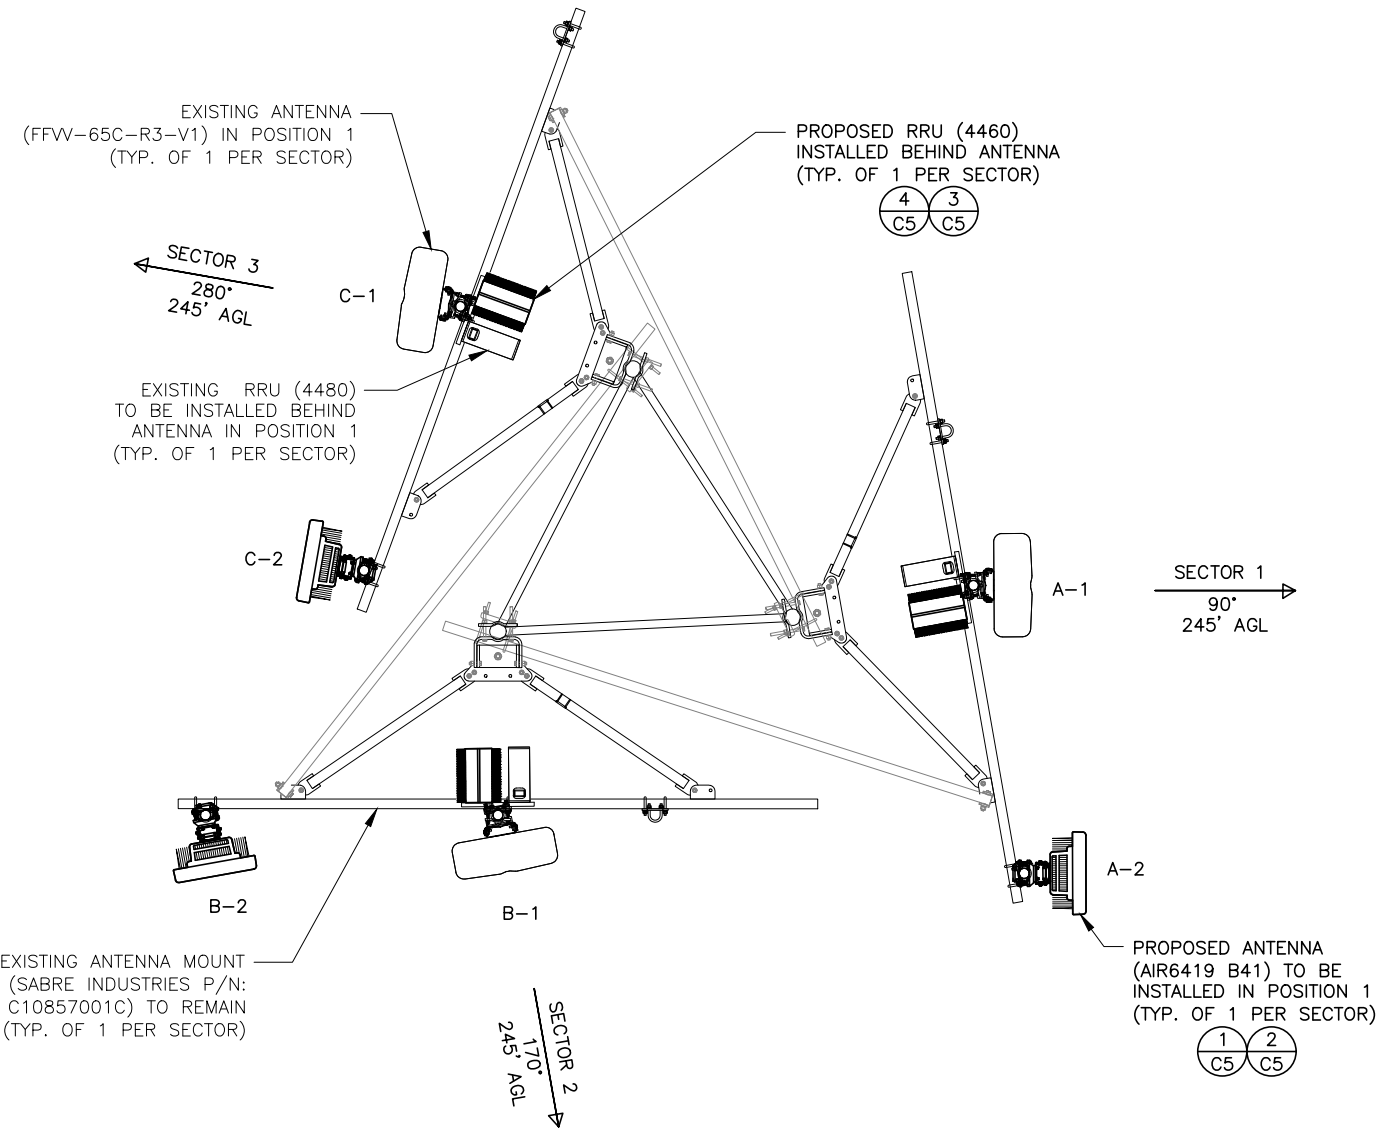 EXISTING ANTENNA
(FFVV-65C-R3-V1) IN POSITION 1
(TYP. OF 1 PER SECTOR)
PROPOSED RRU (4460)
INSTALLED BEHIND ANTENNA
(TYP. OF 1 PER SECTOR)
4 3
C5 C5
SECTOR 3
280°
245' AGL
C-1
EXISTING RRU (4480)
TO BE INSTALLED BEHIND
ANTENNA IN POSITION 1
(TYP. OF 1 PER SECTOR)
C-2
A-1
SECTOR 1
90°
245' AGL
A-2
B-2
B-1
PROPOSED ANTENNA
(AIR6419 B41) TO BE
INSTALLED IN POSITION 1
(TYP. OF 1 PER SECTOR)
1 2
C5 C5
EXISTING ANTENNA MOUNT
(SABRE INDUSTRIES P/N:
C10857001C) TO REMAIN
(TYP. OF 1 PER SECTOR)
SECTOR 2
170°
245' AGL